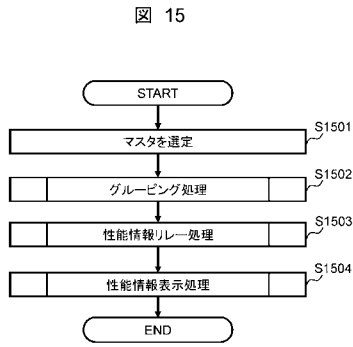 図 15
START
マスタを選定
S1501
グルーピング処理
S1502
性能情報リレー処理
S1503
性能情報表示処理
S1504
END